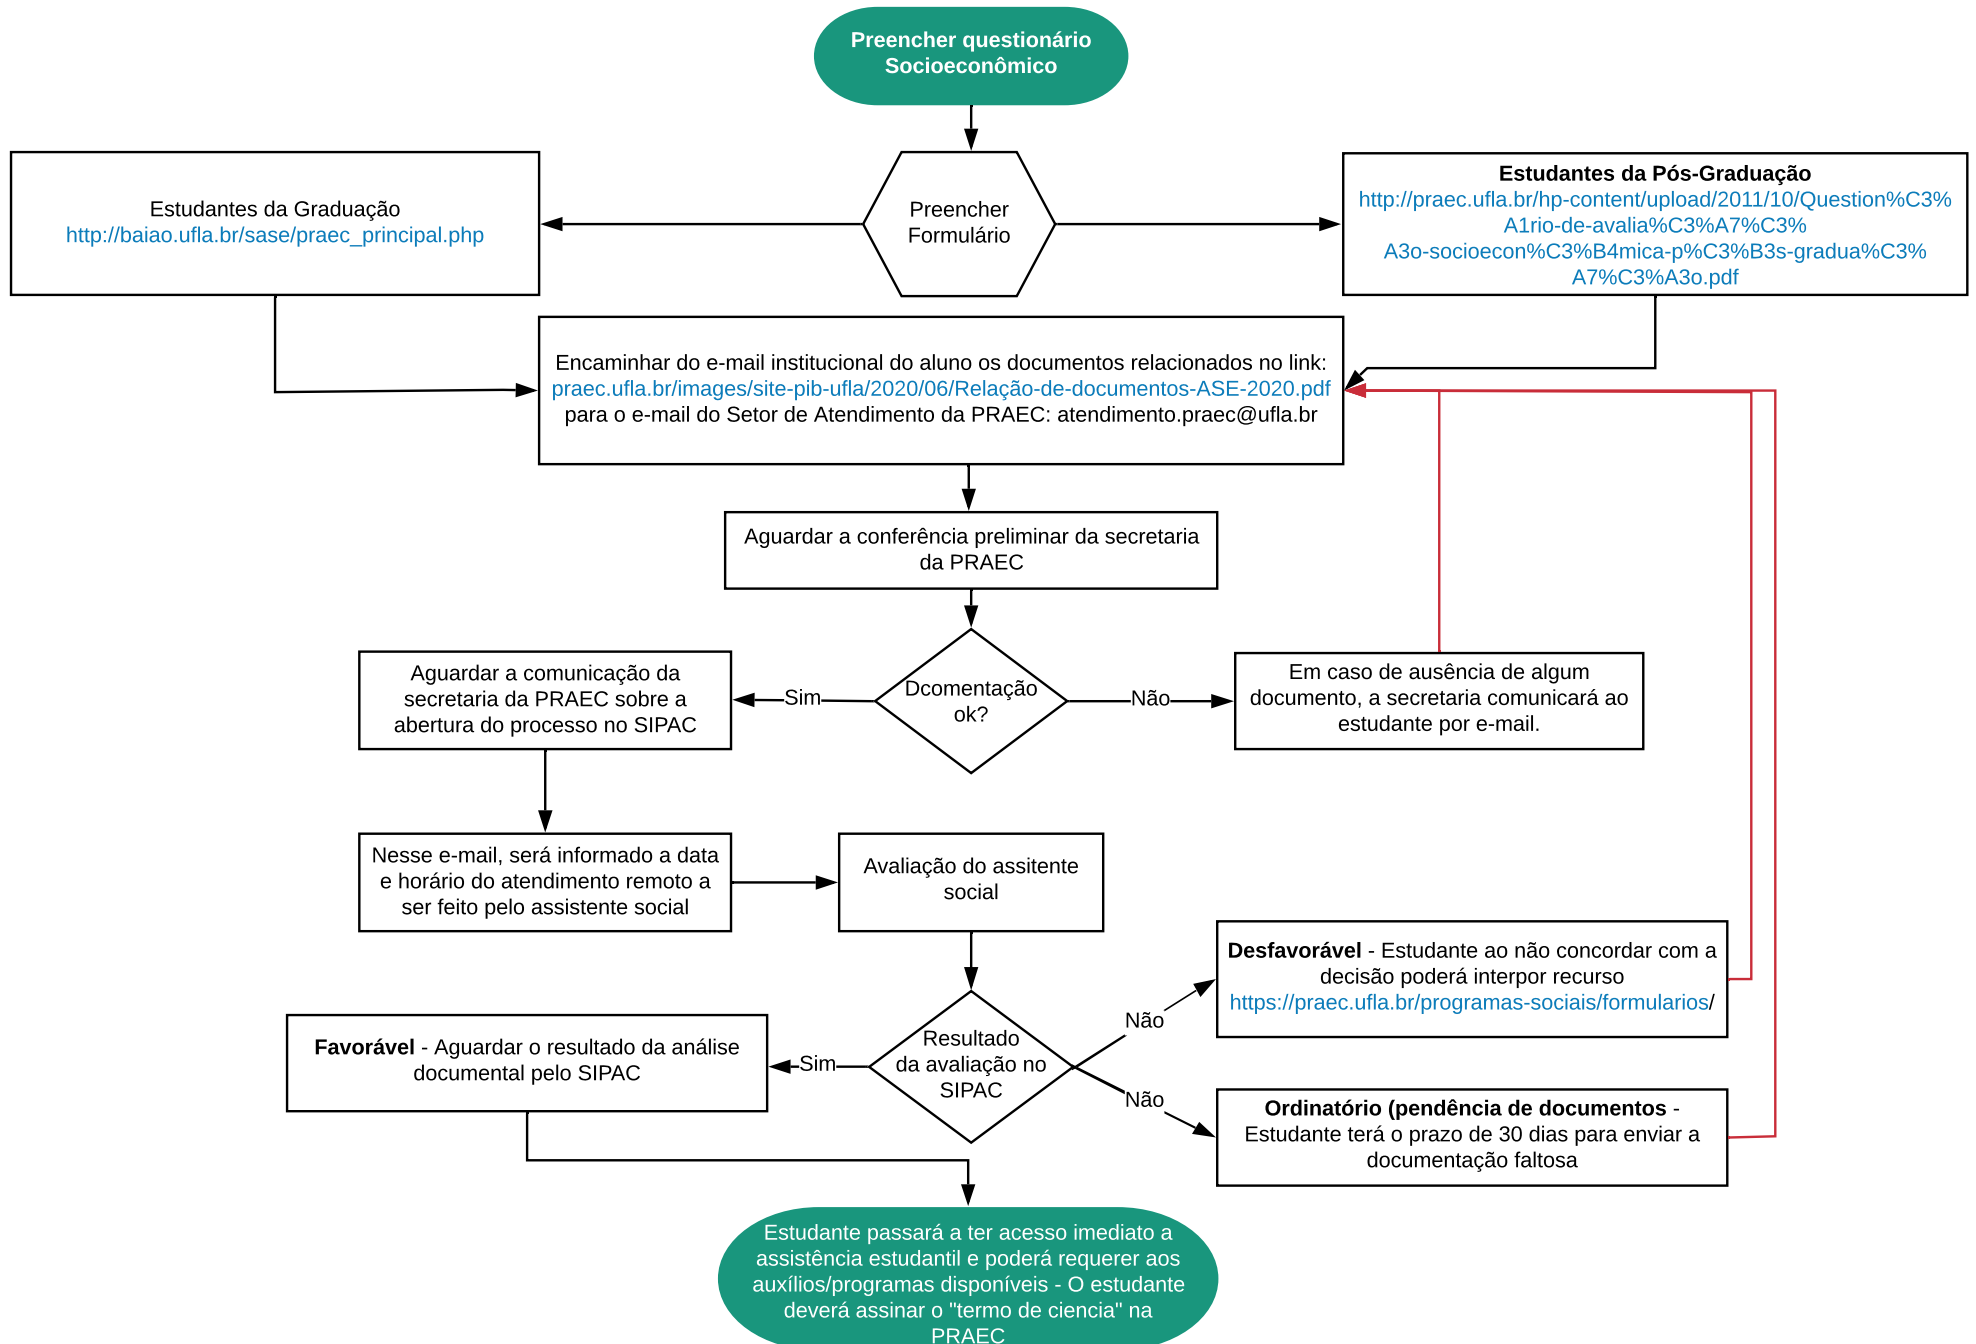 Preencher questionário
Socioeconômico
Estudantes da Graduação
http://baiao.ufla.br/sase/praec_principal.php
Preencher
Formulário
Estudantes da Pós-Graduação
http://praec.ufla.br/hp-content/upload/2011/10/Question%C3%
A1rio-de-avalia%C3%A7%C3%
A3o-socioecon%C3%B4mica-p%C3%B3s-gradua%C3%
A7%C3%A3o.pdf
Encaminhar do e-mail institucional do aluno os documentos relacionados no link:
praec.ufla.br/images/site-pib-ufla/2020/06/Relação-de-documentos-ASE-2020.pdf
para o e-mail do Setor de Atendimento da PRAEC: atendimento.praec@ufla.br
Aguardar a conferência preliminar da secretaria
da PRAEC
Aguardar a comunicação da
secretaria da PRAEC sobre a
abertura do processo no SIPAC
Sim
Dcomentação
ok?
Não
Em caso de ausência de algum
documento, a secretaria comunicará ao
estudante por e-mail.
Nesse e-mail, será informado a data
e horário do atendimento remoto a
ser feito pelo assistente social
Avaliação do assitente
social
Desfavorável - Estudante ao não concordar com a
decisão poderá interpor recurso
https://praec.ufla.br/programas-sociais/formularios/
Não
Favorável - Aguardar o resultado da análise
documental pelo SIPAC
Sim
Resultado
da avaliação no
SIPAC
Não
Ordinatório (pendência de documentos -
Estudante terá o prazo de 30 dias para enviar a
documentação faltosa
Estudante passará a ter acesso imediato a
assistência estudantil e poderá requerer aos
auxílios/programas disponíveis - O estudante
deverá assinar o "termo de ciencia" na
PRAEC